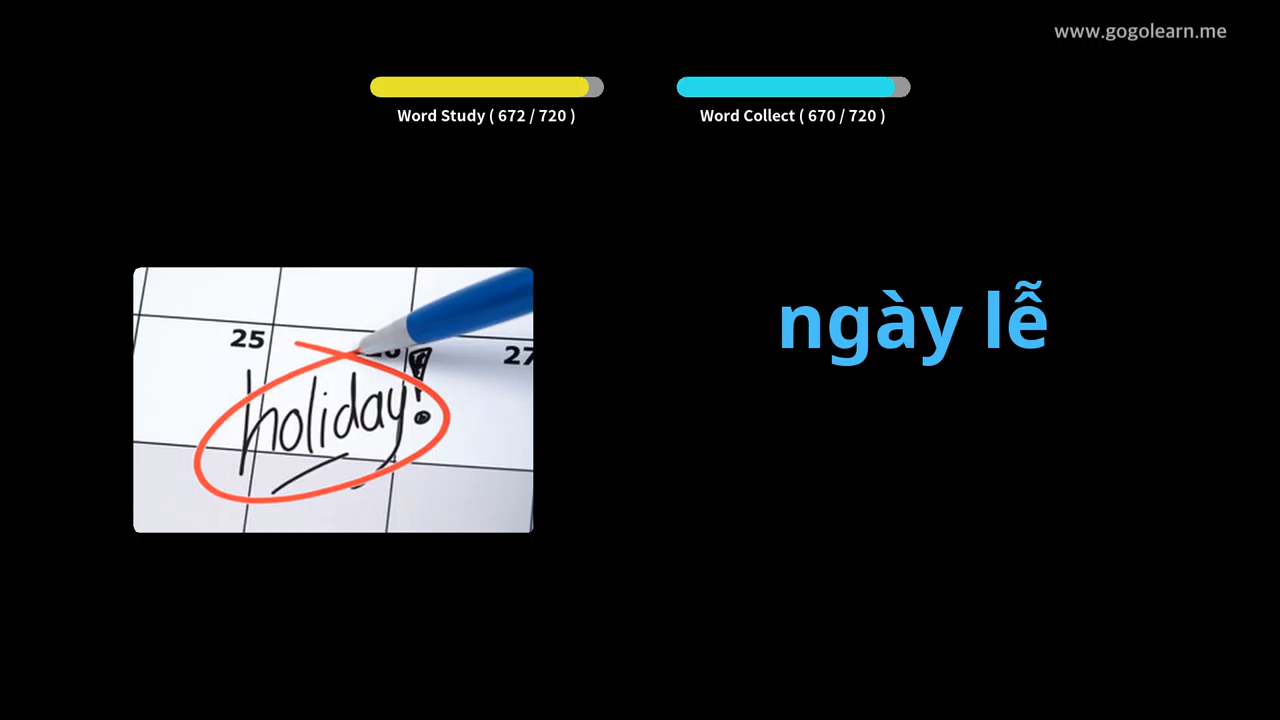 www.gogolearn.me
Word Study ( 672 / 720 )
Word Collect ( 670 / 720 )
25
27
holiday!
ngày lễ